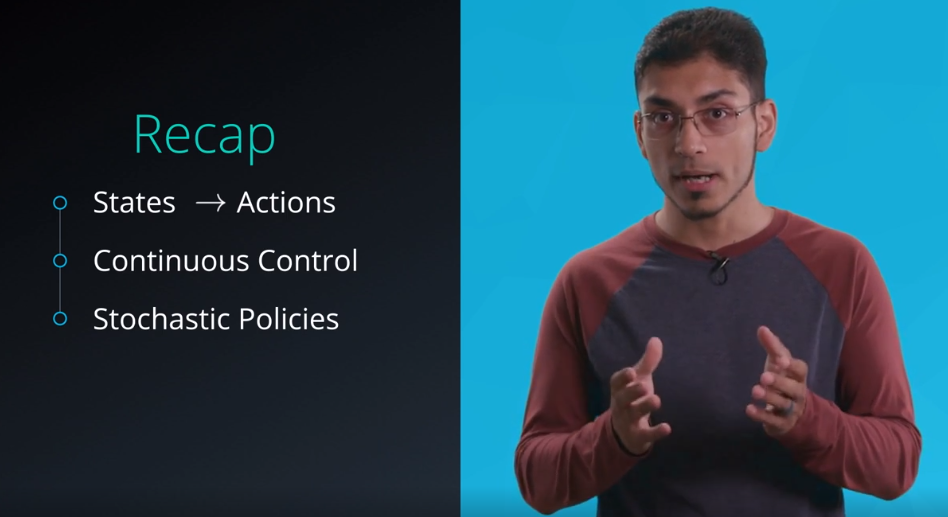 Recap
States → Actions
Continuous Control
Stochastic Policies